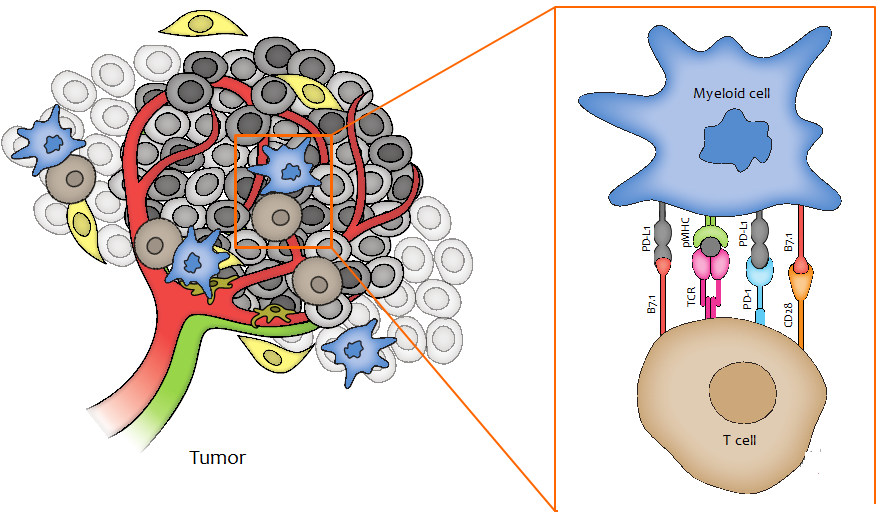 Tumor
Myeloid cell
PD-L1
pMHC
PD-L1
B7.1
B7.1
TCR
PD-1
CD28
T cell